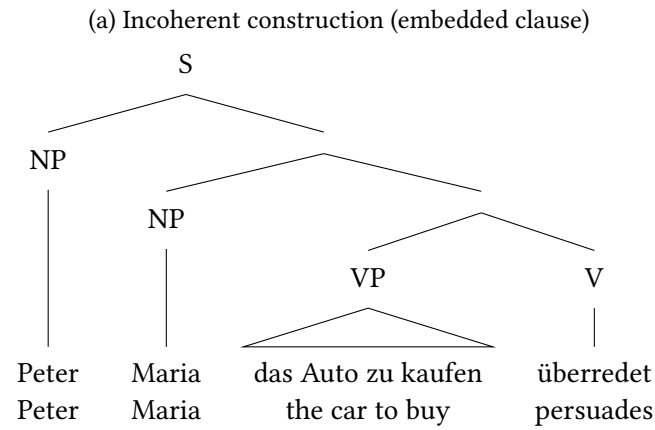 (a) Incoherent construction (embedded clause)
S
NP
NP
VP V
Peter Maria das Auto zu kaufen überredet
Peter Maria the car to buy persuades